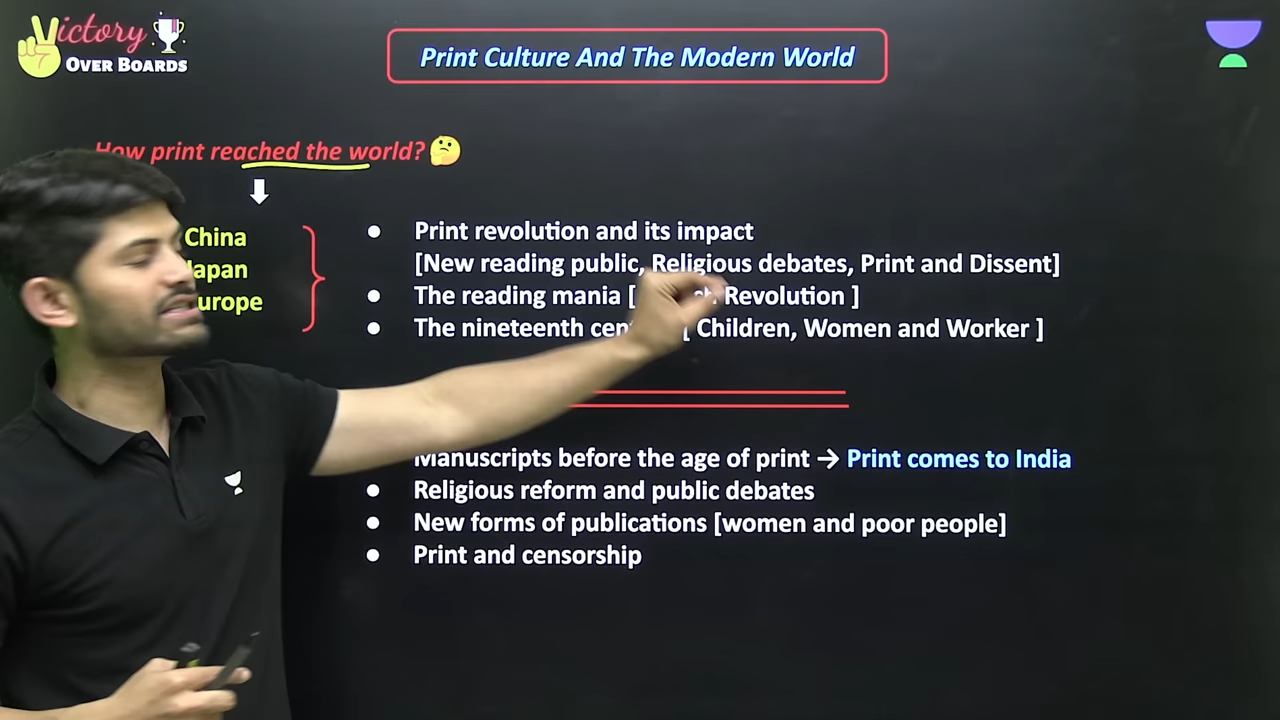 Victory
OVER BOARDS
Print Culture And The Modern World
How print reached the world?
China
Japan
Europe
Print revolution and its impact
[New reading public, Religious debates, Print and Dissent]
The reading mania [ Revolution ]
The nineteenth [ Children, Women and Worker ]
Manuscripts before the age of print → Print comes to India
Religious reform and public debates
New forms of publications [women and poor people]
Print and censorship